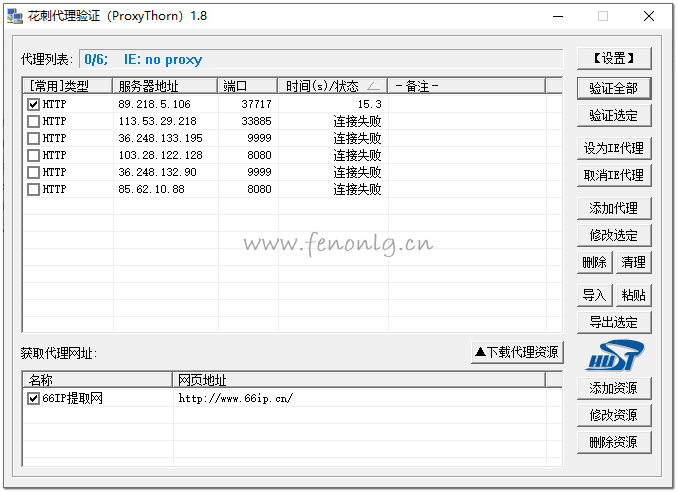 花刺代理验证（ProxyThorn）1.8
代理列表: 0/6; IE: no proxy
【设置】
[常用]类型 服务器地址 端口 时间(s)/状态 -备注-
HTTP 89.218.5.106 37717 15.3
HTTP 113.53.29.218 33885 连接失败
HTTP 36.248.133.195 9999 连接失败
HTTP 103.28.122.128 8080 连接失败
HTTP 36.248.132.90 9999 连接失败
HTTP 85.62.10.88 8080 连接失败
验证全部
验证选定
设为IE代理
取消IE代理
添加代理
修改选定
删除 清理
导入 粘贴
导出选定
www.fenonlg.cn
获取代理网址:
▲下载代理资源
HUST
名称 网页地址
66IP提取网 http://www.66ip.cn/
添加资源
修改资源
删除资源